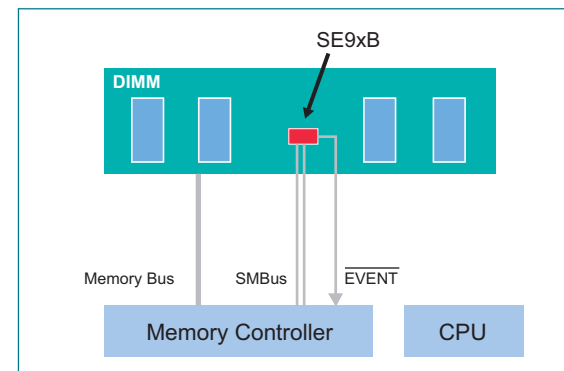 SE9xB
DIMM
Memory Bus
SMBus
EVENT
Memory Controller
CPU